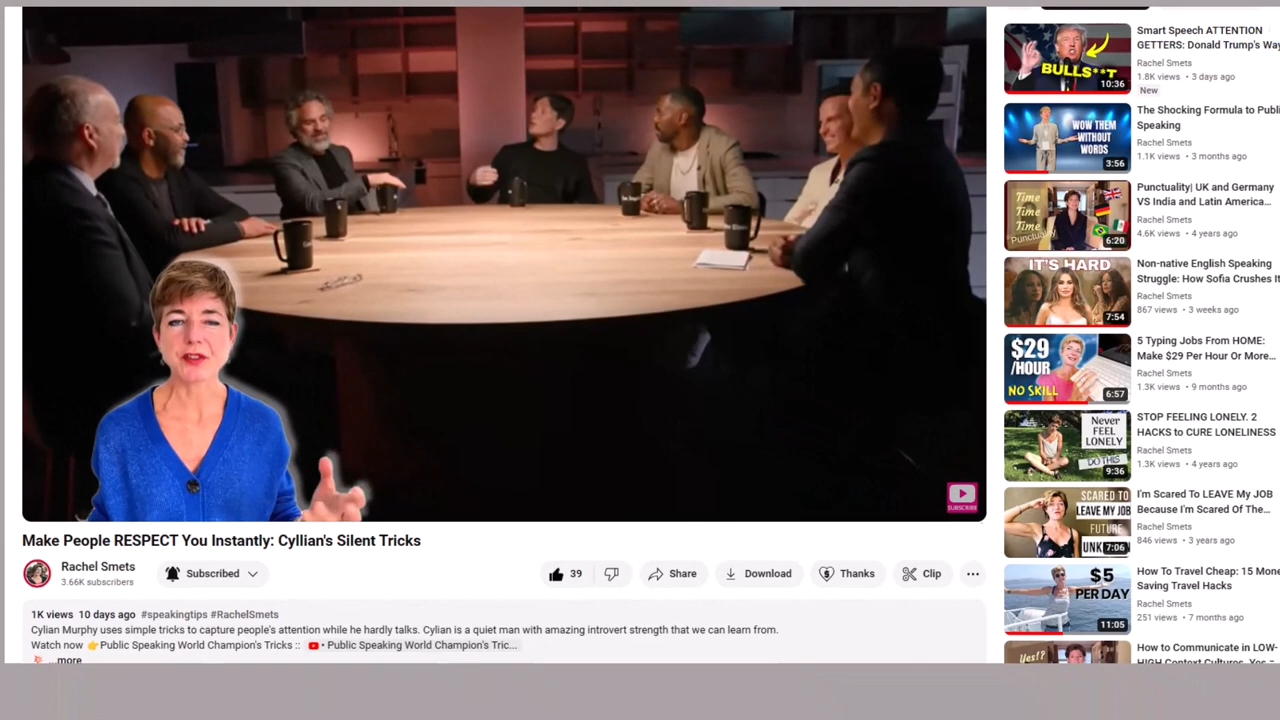 SUBSCRIBE
Make People RESPECT You Instantly: Cyllian's Silent Tricks
Rachel Smets
3.66K subscribers
Subscribed
39
Share
Download
Thanks
Clip
1K views 10 days ago #speakingtips #RachelSmets
Cylian Murphy uses simple tricks to capture people's attention while he hardly talks. Cylian is a quiet man with amazing introvert strength that we can learn from.
Watch now 👉Public Speaking World Champion's Tricks :: • Public Speaking World Champion's Tric...
...more
BULLS**T
10:36
Smart Speech ATTENTION
GETTERS: Donald Trump's Way
Rachel Smets
1.8K views • 3 days ago
New
WOW THEM
WITHOUT
WORDS
3:56
The Shocking Formula to Publi
Speaking
Rachel Smets
1.1K views • 3 months ago
Time
Time
Time
Punctuality
6:20
Punctuality| UK and Germany
VS India and Latin America...
Rachel Smets
4.6K views • 4 years ago
IT'S HARD
7:54
Non-native English Speaking
Struggle: How Sofia Crushes It
Rachel Smets
867 views • 3 weeks ago
$29
/HOUR
NO SKILL
6:57
5 Typing Jobs From HOME:
Make $29 Per Hour Or More...
Rachel Smets
1.3K views • 9 months ago
Never
FEEL
LONELY
DO THIS
9:36
STOP FEELING LONELY. 2
HACKS to CURE LONELINESS
Rachel Smets
1.3K views • 4 years ago
SCARED TO
LEAVE MY JOB
FUTURE
UNK
7:06
I'm Scared To LEAVE My JOB
Because I'm Scared Of The...
Rachel Smets
846 views • 3 years ago
$5
PER DAY
11:05
How To Travel Cheap: 15 Mone
Saving Travel Hacks
Rachel Smets
251 views • 7 months ago
Yes!?
How to Communicate in LOW-
HIGH Context Cultures. Yes =